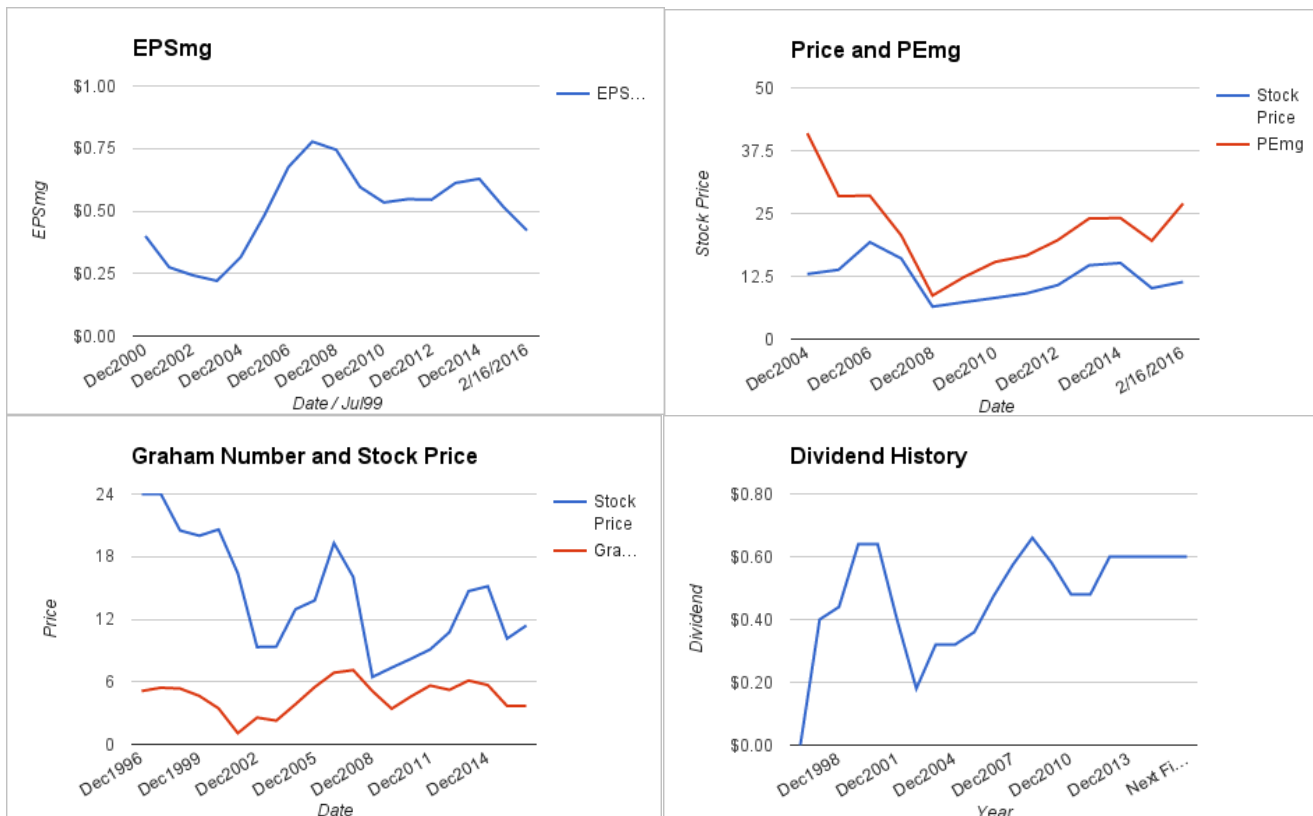 EPSmg
$1.00
$0.75
$0.50
$0.25
$0.00
EPSmg
EPS...
Dec2000
Dec2002
Dec2004
Dec2006
Dec2008
Dec2010
Dec2012
Dec2014
2/16/2016
Date / Jul99
Price and PEmg
50
37.5
25
12.5
0
Stock Price
Stock
Price
PEmg
Dec2004
Dec2006
Dec2008
Dec2010
Dec2012
Dec2014
2/16/2016
Date
Graham Number and Stock Price
24
18
12
6
0
Price
Stock
Price
Gra...
Dec1996
Dec1999
Dec2002
Dec2005
Dec2008
Dec2011
Dec2014
Date
Dividend History
$0.80
$0.60
$0.40
$0.20
$0.00
Dividend
Dec1998
Dec2001
Dec2004
Dec2007
Dec2010
Dec2013
Next Fi...
Year